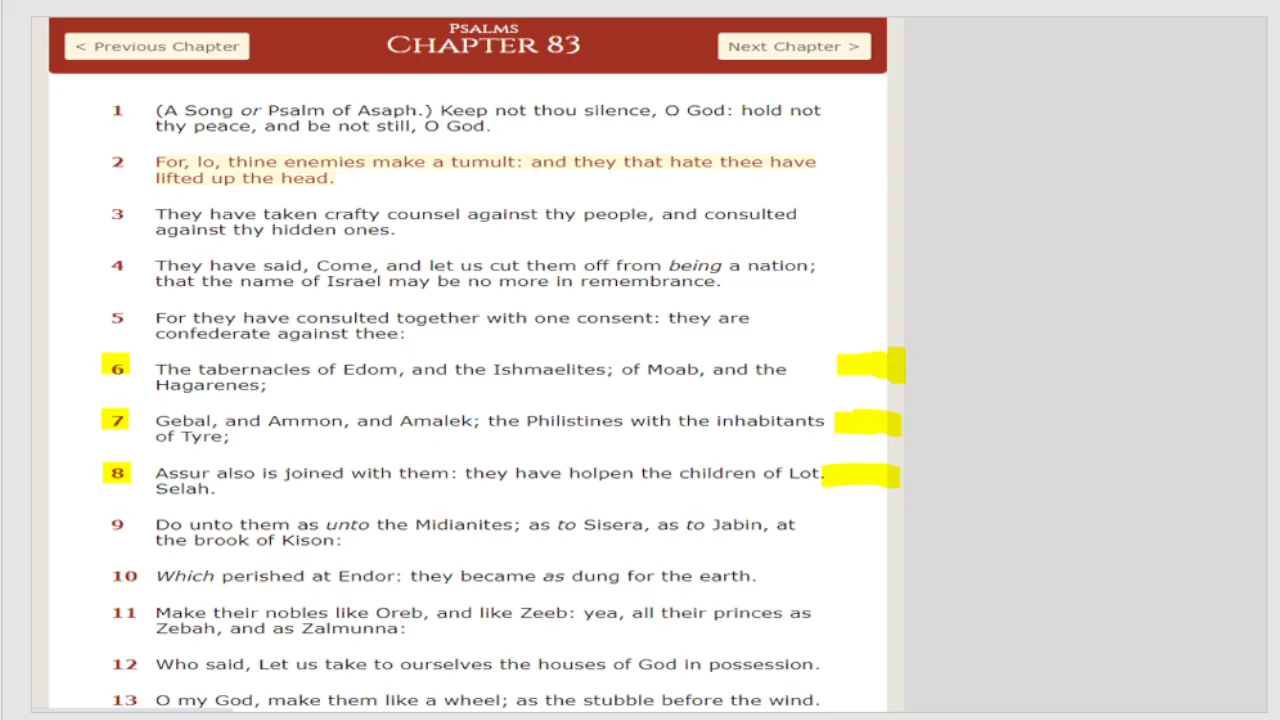 PSALMS
< Previous Chapter
CHAPTER 83
Next Chapter >
1 (A Song or Psalm of Asaph.) Keep not thou silence, O God: hold not
thy peace, and be not still, O God.
2 For, lo, thine enemies make a tumult: and they that hate thee have
lifted up the head.
3 They have taken crafty counsel against thy people, and consulted
against thy hidden ones.
4 They have said, Come, and let us cut them off from being a nation;
that the name of Israel may be no more in remembrance.
5 For they have consulted together with one consent: they are
confederate against thee:
6 The tabernacles of Edom, and the Ishmaelites; of Moab, and the
Hagarenes;
7 Gebal, and Ammon, and Amalek; the Philistines with the inhabitants
of Tyre;
8 Assur also is joined with them: they have holpen the children of Lot.
Selah.
9 Do unto them as unto the Midianites; as to Sisera, as to Jabin, at
the brook of Kison:
10 Which perished at Endor: they became as dung for the earth.
11 Make their nobles like Oreb, and like Zeeb: yea, all their princes as
Zebah, and as Zalmunna:
12 Who said, Let us take to ourselves the houses of God in possession.
13 O my God, make them like a wheel; as the stubble before the wind.